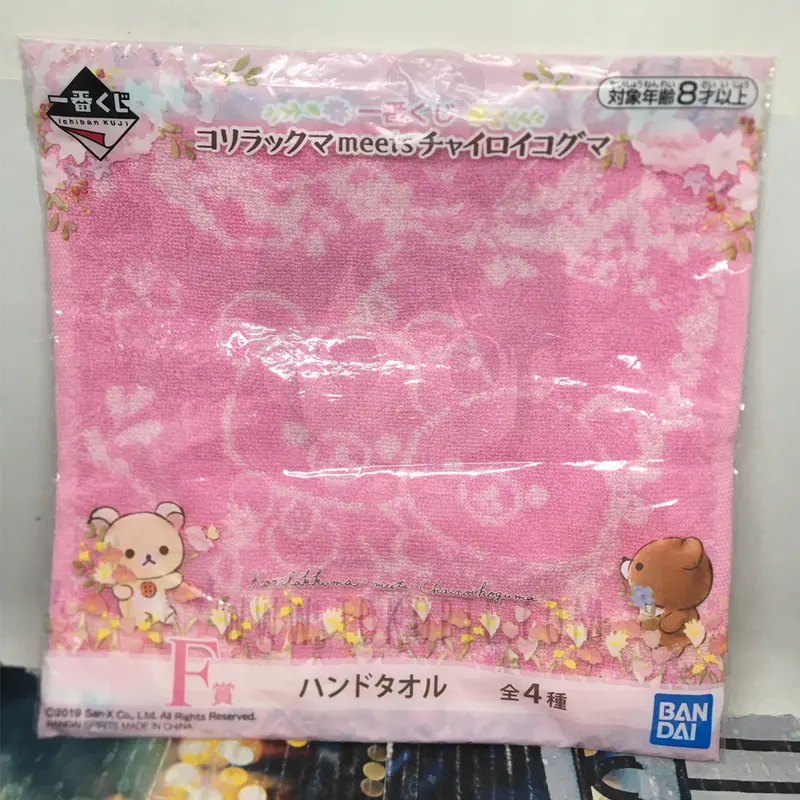 一番くじ
Ichiban KUJI
一番くじ
コリラックマmeetsチャイロイコグマ
たいしょうねんれい さいいじょう
対象年齢8才以上
Korilakkuma meets Chairoikoguma
F賞
ハンドタオル
全4種
©2019 San-X Co., Ltd. All Rights Reserved.
BANDAI SPIRITS MADE IN CHINA
BAN
DAI